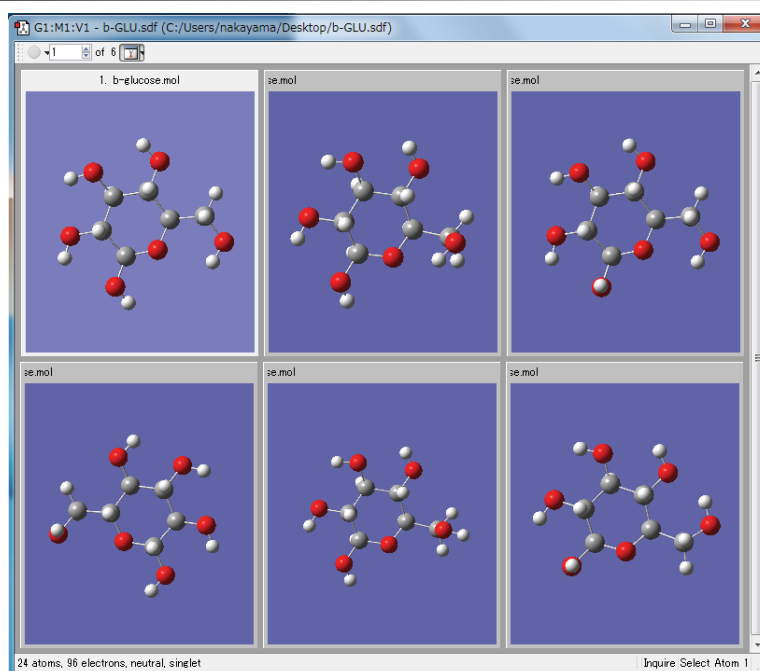 G1:M1:V1 - b-GLU.sdf (C:/Users/nakayama/Desktop/b-GLU.sdf)
1 of 6
1. b-glucose.mol
se.mol
se.mol
se.mol
se.mol
se.mol
24 atoms, 96 electrons, neutral, singlet
Inquire Select Atom 1